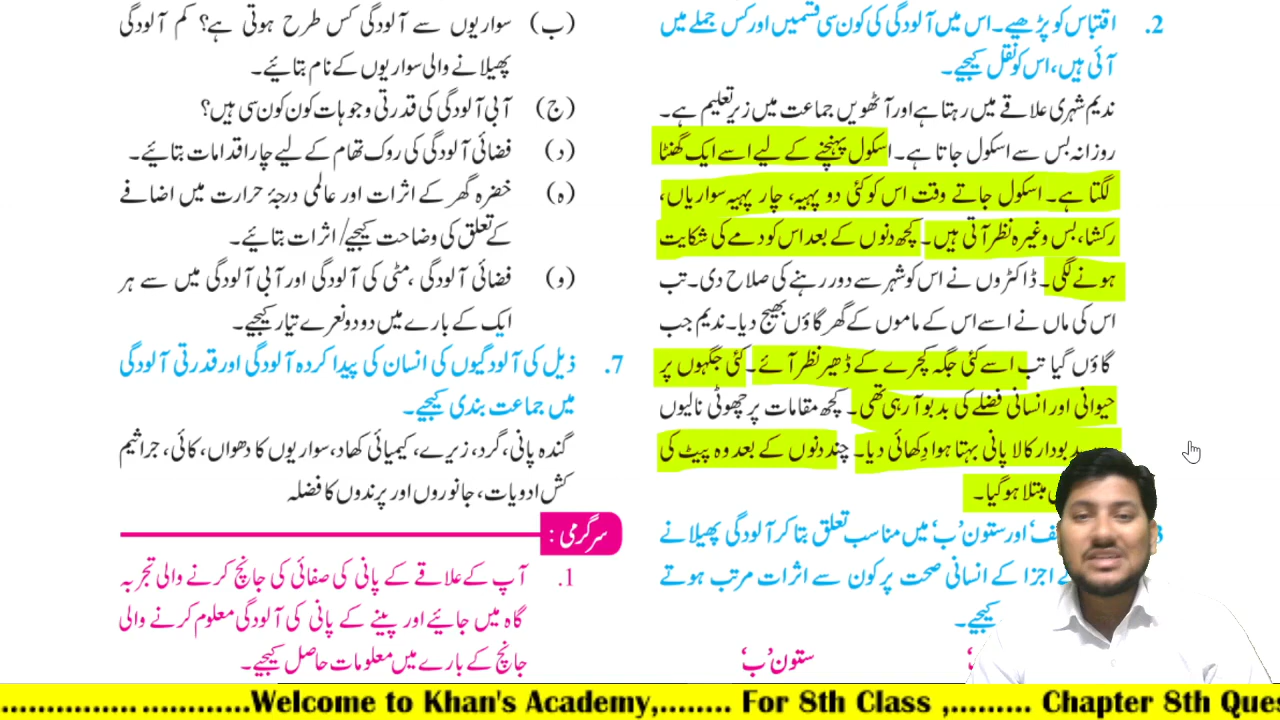 2. اقتباس کو پڑھیے۔ اس میں آلودگی کی کون سی قسمیں اور کس جملے میں
آئی ہیں، اس کو نقل کیجیے۔
ندیم شہری علاقے میں رہتا ہے اور آٹھویں جماعت میں زیرِ تعلیم ہے۔
روزانہ بس سے اسکول جاتا ہے۔ اسکول پہنچنے کے لیے اسے ایک گھنٹا
لگتا ہے۔ اسکول جاتے وقت اس کو کئی دو پہیہ، چار پہیہ سواریاں،
رکشا، بس وغیرہ نظر آتی ہیں۔ کچھ دنوں کے بعد اس کو دمے کی شکایت
ہونے لگی۔ ڈاکٹروں نے اس کو شہر سے دور رہنے کی صلاح دی۔ تب
اس کی ماں نے اسے اس کے ماموں کے گھر گاؤں بھیج دیا۔ ندیم جب
گاؤں گیا تب اسے کئی جگہ کچرے کے ڈھیر نظر آئے۔ کئی جگہوں پر
حیوانی اور انسانی فضلے کی بدبو آرہی تھی۔ کچھ مقامات پر چھوٹی نالیوں
بدبودار کالا پانی بہتا ہوا دِکھائی دیا۔ چند دنوں کے بعد وہ پیٹ کی
مبتلا ہوگیا۔
اور ستون 'ب' میں مناسب تعلق بتا کر آلودگی پھیلانے
اجزا کے انسانی صحت پر کون سے اثرات مرتب ہوتے
کیجیے۔
ستون 'ب'
(ب) سواریوں سے آلودگی کس طرح ہوتی ہے؟ کم آلودگی
پھیلانے والی سواریوں کے نام بتائیے۔
(ج) آبی آلودگی کی قدرتی وجوہات کون کون سی ہیں؟
(د) فضائی آلودگی کی روک تھام کے لیے چار اقدامات بتائیے۔
(ہ) خضرہ گھر کے اثرات اور عالمی درجۂ حرارت میں اضافے
کے تعلق کی وضاحت کیجیے/ اثرات بتائیے۔
(و) فضائی آلودگی، مٹی کی آلودگی اور آبی آلودگی میں سے ہر
ایک کے بارے میں دو دو نعرے تیار کیجیے۔
7. ذیل کی آلودگیوں کی انسان کی پیدا کردہ آلودگی اور قدرتی آلودگی
میں جماعت بندی کیجیے۔
گندہ پانی، گرد، زیرے، کیمیائی کھاد، سواریوں کا دھواں، کائی، جراثیم
کش ادویات، جانوروں اور پرندوں کا فضلہ
سرگرمی :
1. آپ کے علاقے کے پانی کی صفائی کی جانچ کرنے والی تجربہ
گاہ میں جائیے اور پینے کے پانی کی آلودگی معلوم کرنے والی
جانچ کے بارے میں معلومات حاصل کیجیے۔
...............Welcome to Khan's Academy,........ For 8th Class ,......... Chapter 8th Ques